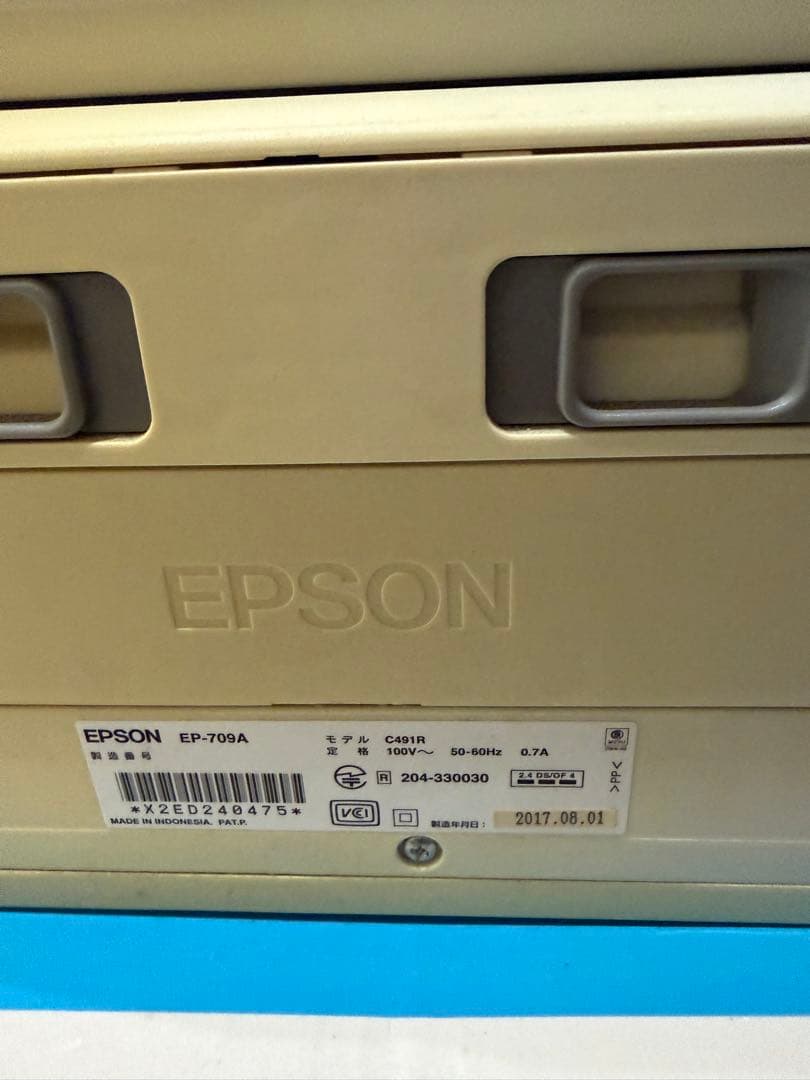 EPSON
EPSON EP-709A
製造番号
*X2ED240475*
MADE IN INDONESIA. PAT.P.
モデル C491R
定格 100V～ 50-60Hz 0.7A
R 204-330030 2.4 DS/OF 4
VCI
製造年月日: 2017.08.01
>PP<